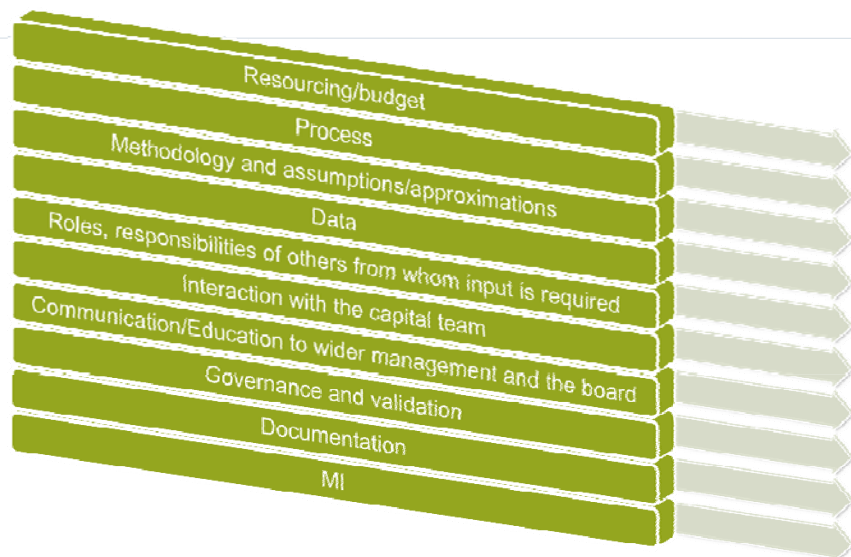 Resourcing/budget
Process
Methodology and assumptions/approximations
Data
Roles, responsibilities of others from whom input is required
Interaction with the capital team
Communication/Education to wider management and the board
Governance and validation
Documentation
MI